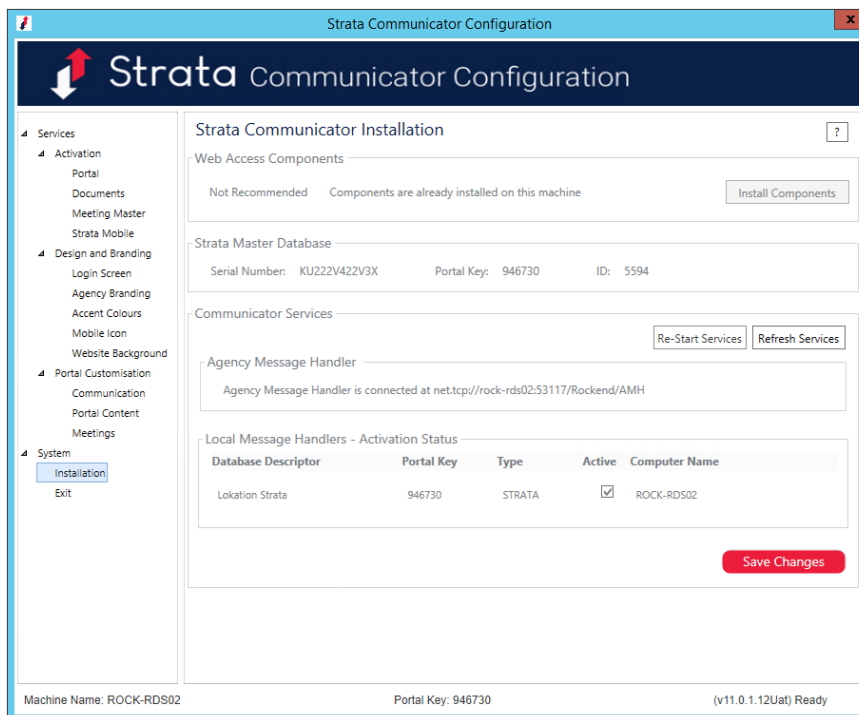 Strata Communicator Configuration
x
Strata Communicator Configuration
Services
Activation
Portal
Documents
Meeting Master
Strata Mobile
Design and Branding
Login Screen
Agency Branding
Accent Colours
Mobile Icon
Website Background
Portal Customisation
Communication
Portal Content
Meetings
System
Installation
Exit
Strata Communicator Installation
?
Web Access Components
Not Recommended Components are already installed on this machine Install Components
Strata Master Database
Serial Number: KU222V422V3X Portal Key: 946730 ID: 5594
Communicator Services
Re-Start Services Refresh Services
Agency Message Handler
Agency Message Handler is connected at net.tcp://rock-rds02:53117/Rockend/AMH
Local Message Handlers - Activation Status
Database Descriptor Portal Key Type Active Computer Name
Lokation Strata 946730 STRATA ROCK-RDS02
Save Changes
Machine Name: ROCK-RDS02 Portal Key: 946730 (v11.0.1.12Uat) Ready